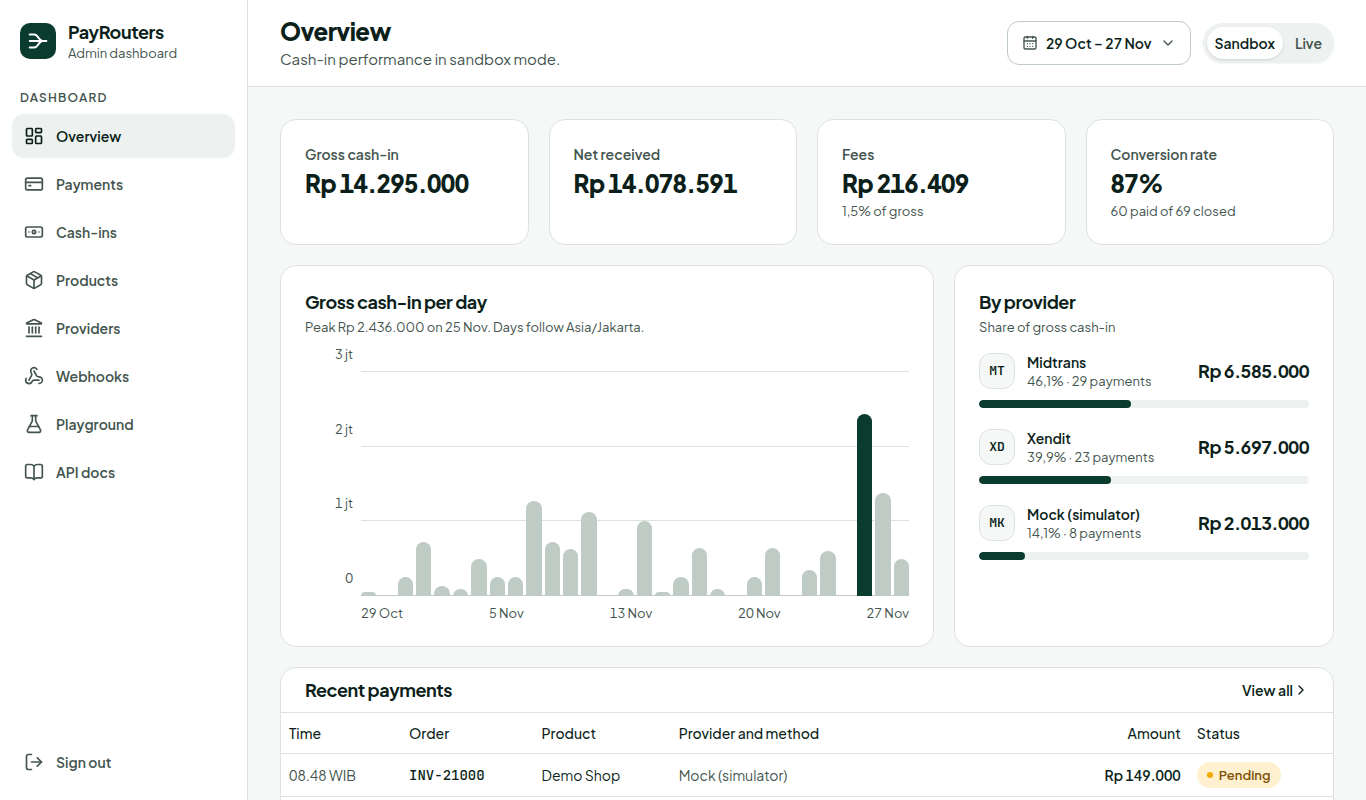 PayRouters
Admin dashboard
DASHBOARD
Overview
Payments
Cash-ins
Products
Providers
Webhooks
Playground
API docs
Sign out
Overview
Cash-in performance in sandbox mode.
29 Oct – 27 Nov
Sandbox
Live
Gross cash-in
Rp 14.295.000
Net received
Rp 14.078.591
Fees
Rp 216.409
1,5% of gross
Conversion rate
87%
60 paid of 69 closed
Gross cash-in per day
Peak Rp 2.436.000 on 25 Nov. Days follow Asia/Jakarta.
3 jt
2 jt
1 jt
0
29 Oct 5 Nov 13 Nov 20 Nov 27 Nov
By provider
Share of gross cash-in
MT
Midtrans
46,1% · 29 payments
Rp 6.585.000
XD
Xendit
39,9% · 23 payments
Rp 5.697.000
MK
Mock (simulator)
14,1% · 8 payments
Rp 2.013.000
Recent payments
View all
Time Order Product Provider and method Amount Status
08.48 WIB INV-21000 Demo Shop Mock (simulator) Rp 149.000 Pending